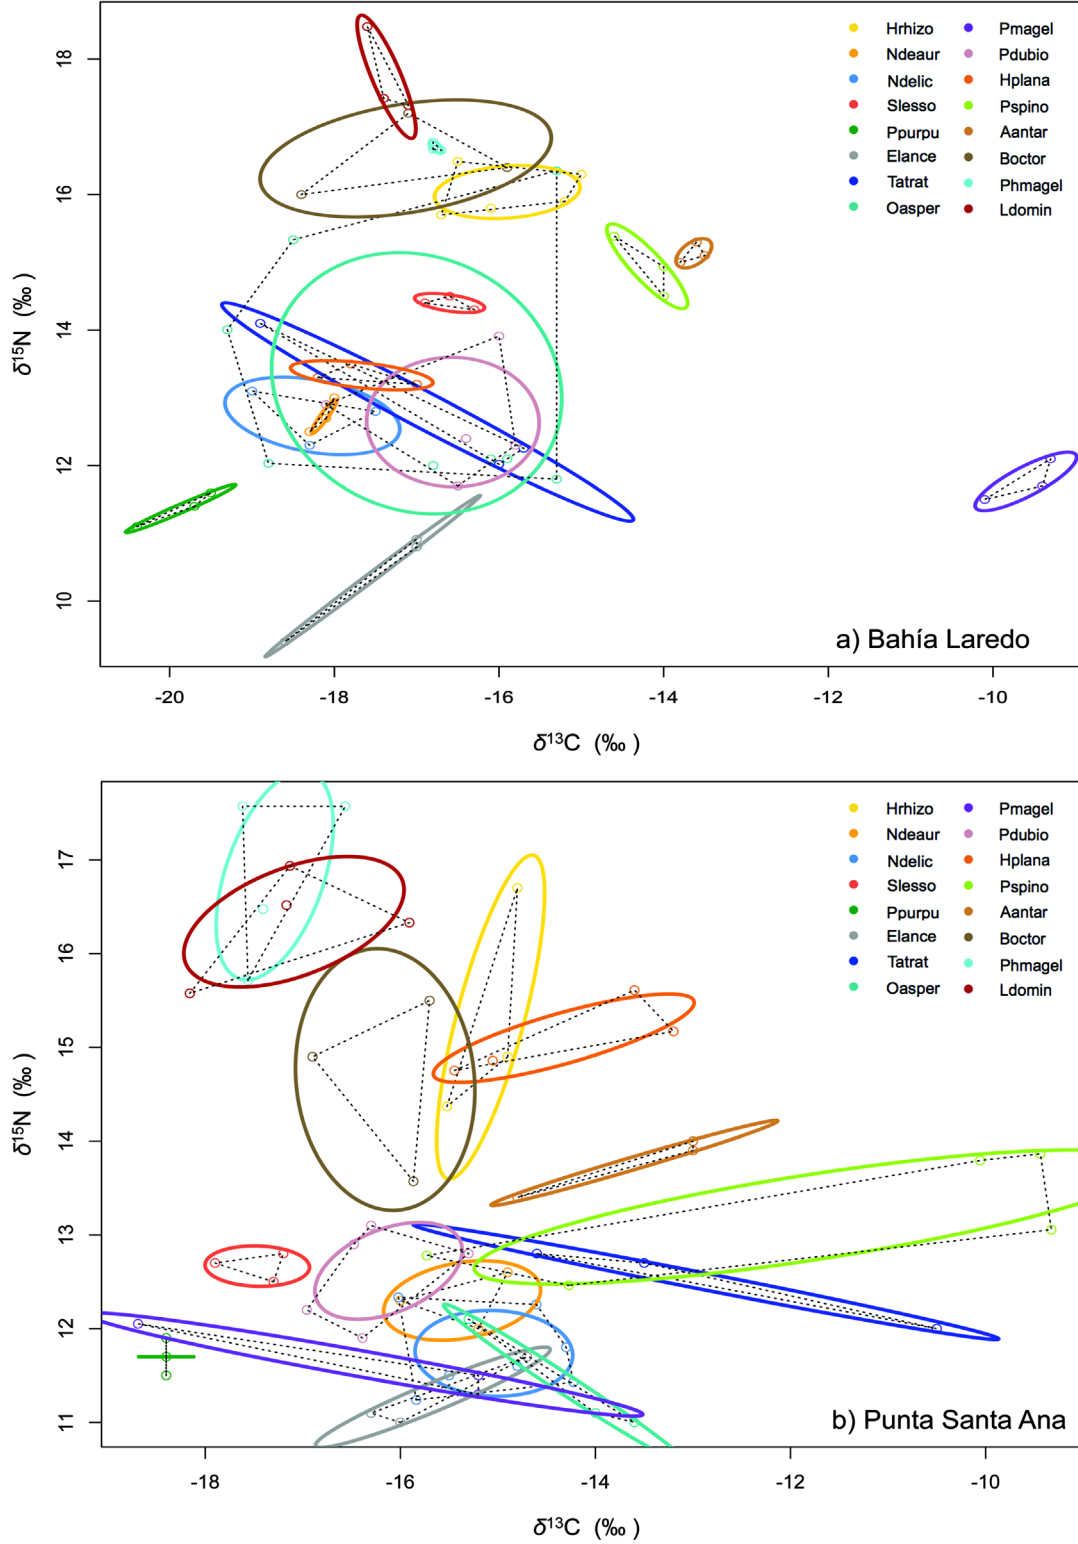 18
16
14
12
10
δ15N (‰)
Hrhizo Pmagel
Ndeaur Pdubio
Ndelic Hplana
Slesso Pspino
Ppurpu Aantar
Elance Boctor
Tatrat Phmagel
Oasper Ldomin
a) Bahía Laredo
-20 -18 -16 -14 -12 -10
δ13C (‰)
17
16
15
14
13
12
11
δ15N (‰)
Hrhizo Pmagel
Ndeaur Pdubio
Ndelic Hplana
Slesso Pspino
Ppurpu Aantar
Elance Boctor
Tatrat Phmagel
Oasper Ldomin
b) Punta Santa Ana
-18 -16 -14 -12 -10
δ13C (‰)